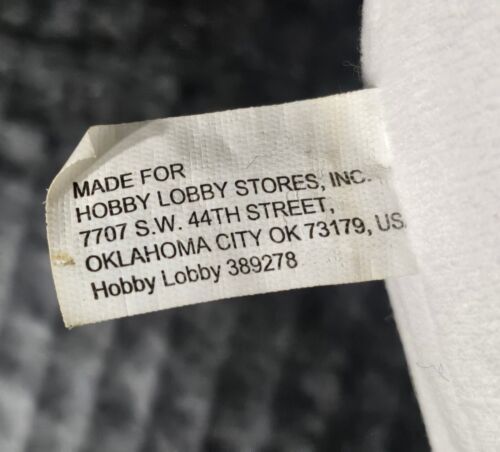 MADE FOR
HOBBY LOBBY STORES, INC.
7707 S.W. 44TH STREET,
OKLAHOMA CITY OK 73179, US
Hobby Lobby 389278